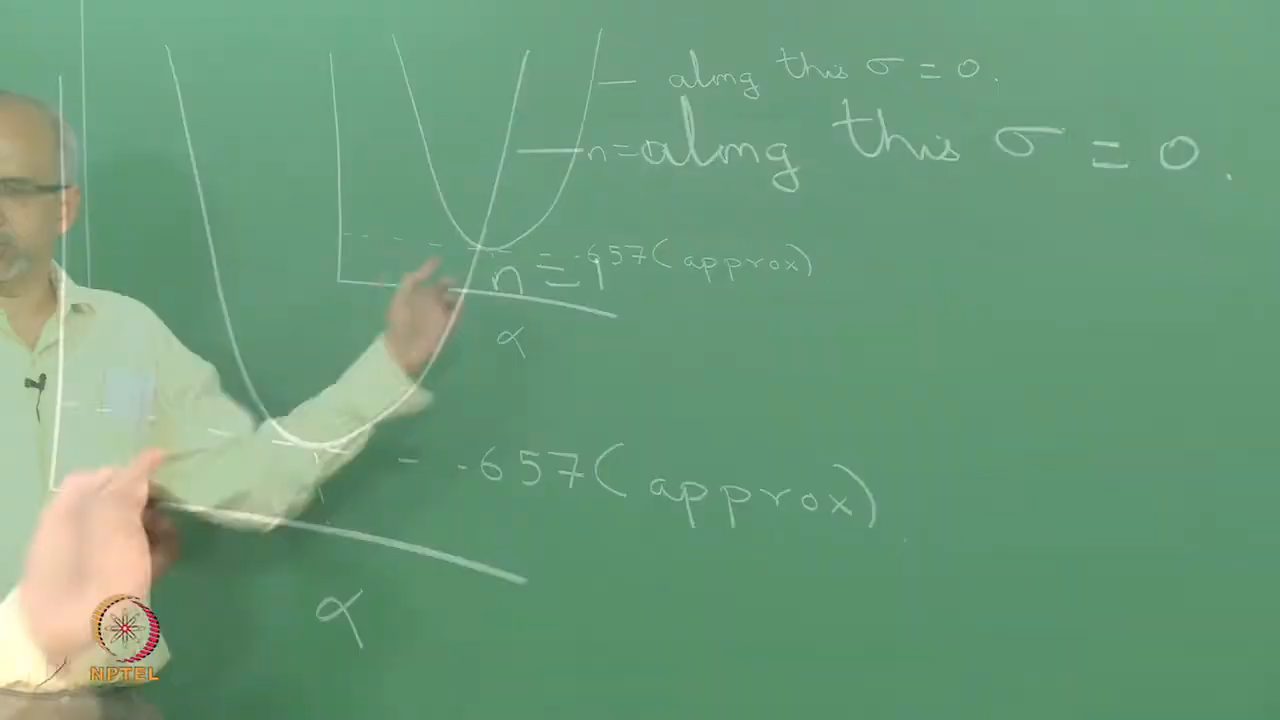 along this σ = 0.
n =
along this σ = 0.
.657 (approx)
n = 1
α
.657 (approx)
α
NPTEL